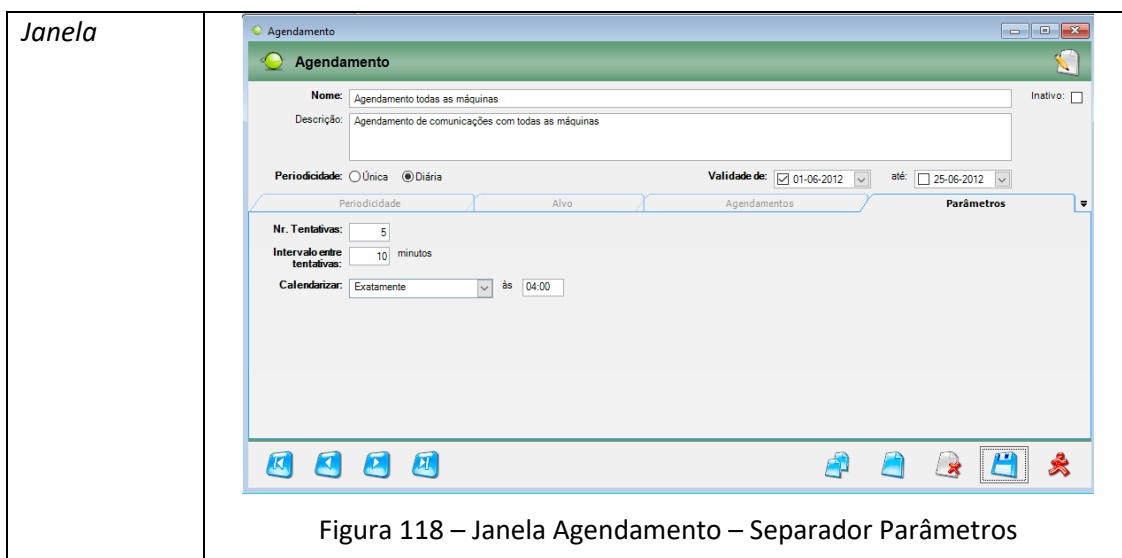 Janela
Agendamento
Agendamento
Nome: Agendamento todas as máquinas Inativo:
Descrição: Agendamento de comunicações com todas as máquinas
Periodicidade: Única Diária Validade de: 01-06-2012 até: 25-06-2012
Periodicidade Alvo Agendamentos Parâmetros
Nr. Tentativas: 5
Intervalo entre
tentativas: 10 minutos
Calendarizar: Exatamente às 04:00
Figura 118 – Janela Agendamento – Separador Parâmetros